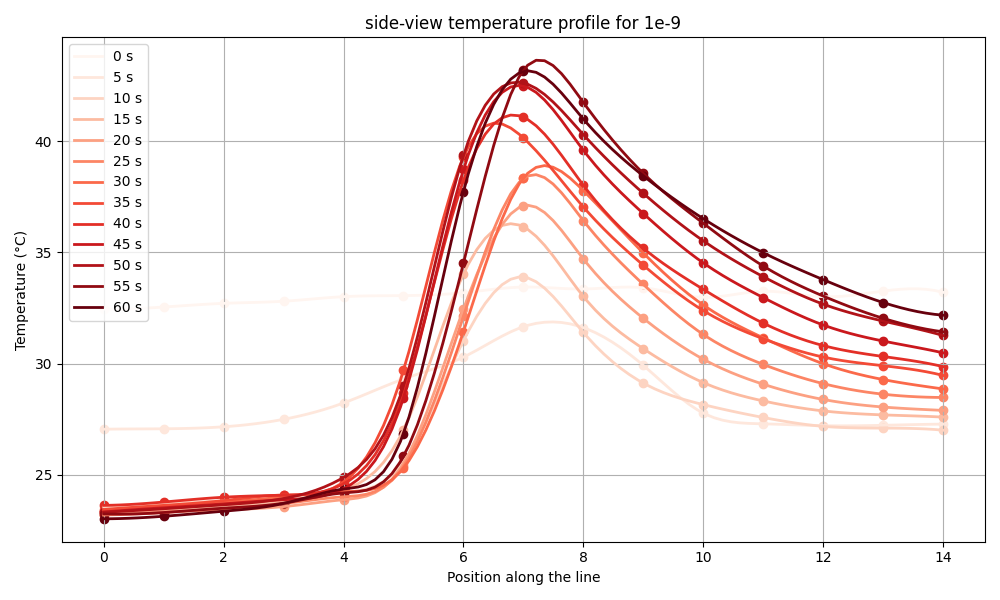 side-view temperature profile for 1e-9
0 s
5 s
10 s
15 s
20 s
25 s
30 s
35 s
40 s
45 s
50 s
55 s
60 s
Temperature (°C)
40
35
30
25
0 2 4 6 8 10 12 14
Position along the line